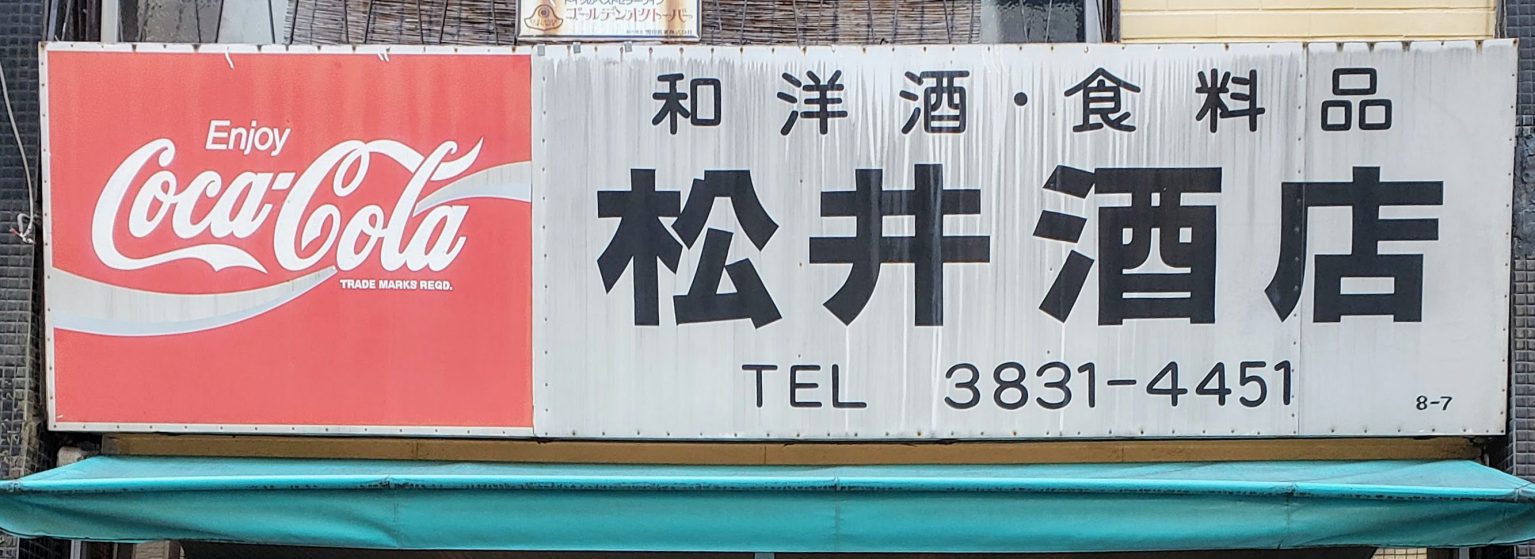 ゴールデンオクトーバー
Enjoy
Coca-Cola
TRADE MARKS REGD.
和洋酒・食料品
松井酒店
TEL 3831-4451
8-7